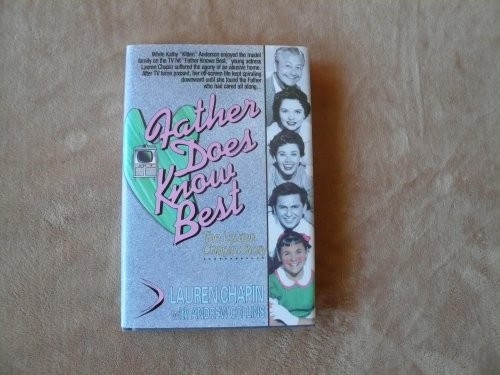 While Kathy "Kitten" Anderson enjoyed the model
family on the TV hit "Father Knows Best," young actress
Lauren Chapin suffered the agony of an abusive home.
After TV fame passed, her off-screen life kept spiraling
downward until she found the Father
who had cared all along...
Father
Does
Know
Best
The Lauren
Chapin Story
LAUREN CHAPIN
with ANDREW COLLINS